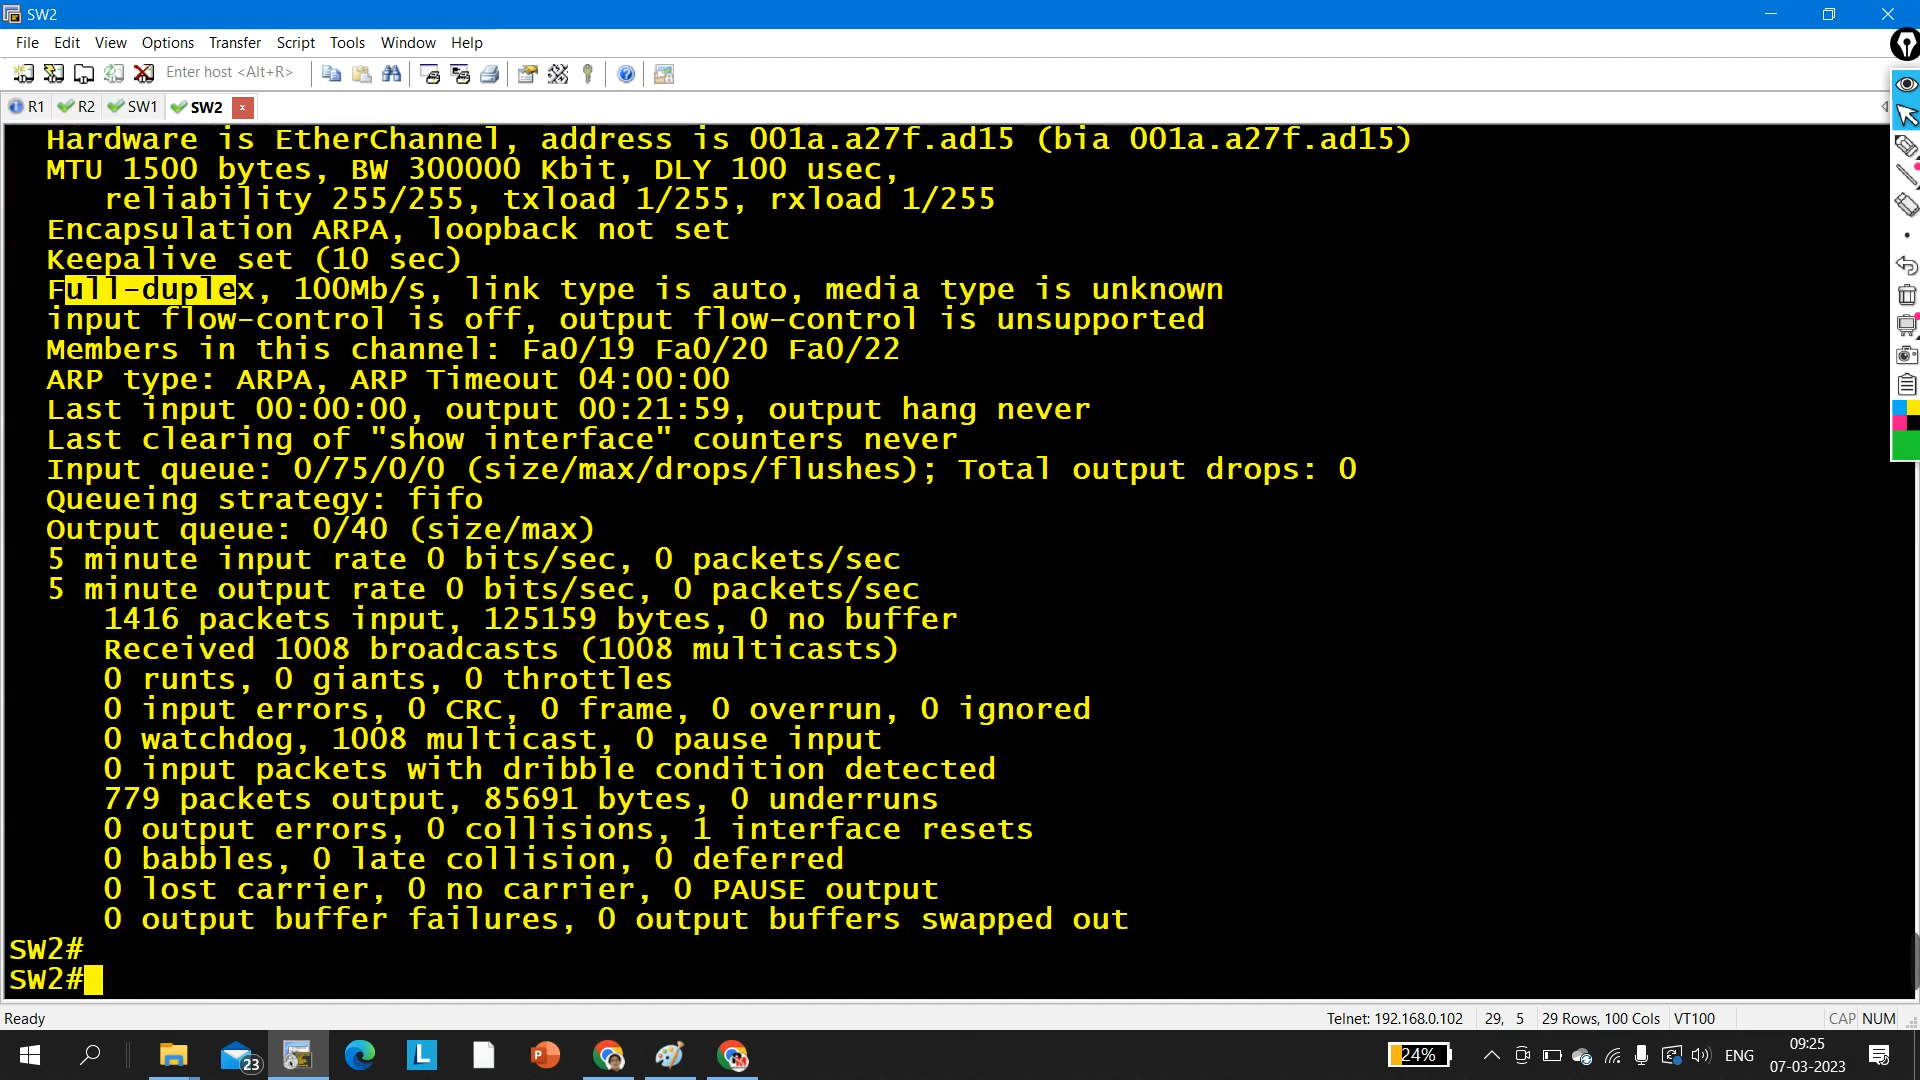 SW2
File Edit View Options Transfer Script Tools Window Help
Enter host <Alt+R>
R1 R2 SW1 SW2 x
Hardware is EtherChannel, address is 001a.a27f.ad15 (bia 001a.a27f.ad15)
MTU 1500 bytes, BW 300000 Kbit, DLY 100 usec,
reliability 255/255, txload 1/255, rxload 1/255
Encapsulation ARPA, loopback not set
Keepalive set (10 sec)
Full-duplex, 100Mb/s, link type is auto, media type is unknown
input flow-control is off, output flow-control is unsupported
Members in this channel: Fa0/19 Fa0/20 Fa0/22
ARP type: ARPA, ARP Timeout 04:00:00
Last input 00:00:00, output 00:21:59, output hang never
Last clearing of "show interface" counters never
Input queue: 0/75/0/0 (size/max/drops/flushes); Total output drops: 0
Queueing strategy: fifo
Output queue: 0/40 (size/max)
5 minute input rate 0 bits/sec, 0 packets/sec
5 minute output rate 0 bits/sec, 0 packets/sec
1416 packets input, 125159 bytes, 0 no buffer
Received 1008 broadcasts (1008 multicasts)
0 runts, 0 giants, 0 throttles
0 input errors, 0 CRC, 0 frame, 0 overrun, 0 ignored
0 watchdog, 1008 multicast, 0 pause input
0 input packets with dribble condition detected
779 packets output, 85691 bytes, 0 underruns
0 output errors, 0 collisions, 1 interface resets
0 babbles, 0 late collision, 0 deferred
0 lost carrier, 0 no carrier, 0 PAUSE output
0 output buffer failures, 0 output buffers swapped out
SW2#
SW2#
Ready Telnet: 192.168.0.102 29, 5 29 Rows, 100 Cols VT100 CAP NUM
23 L P 24% ENG 09:25
07-03-2023